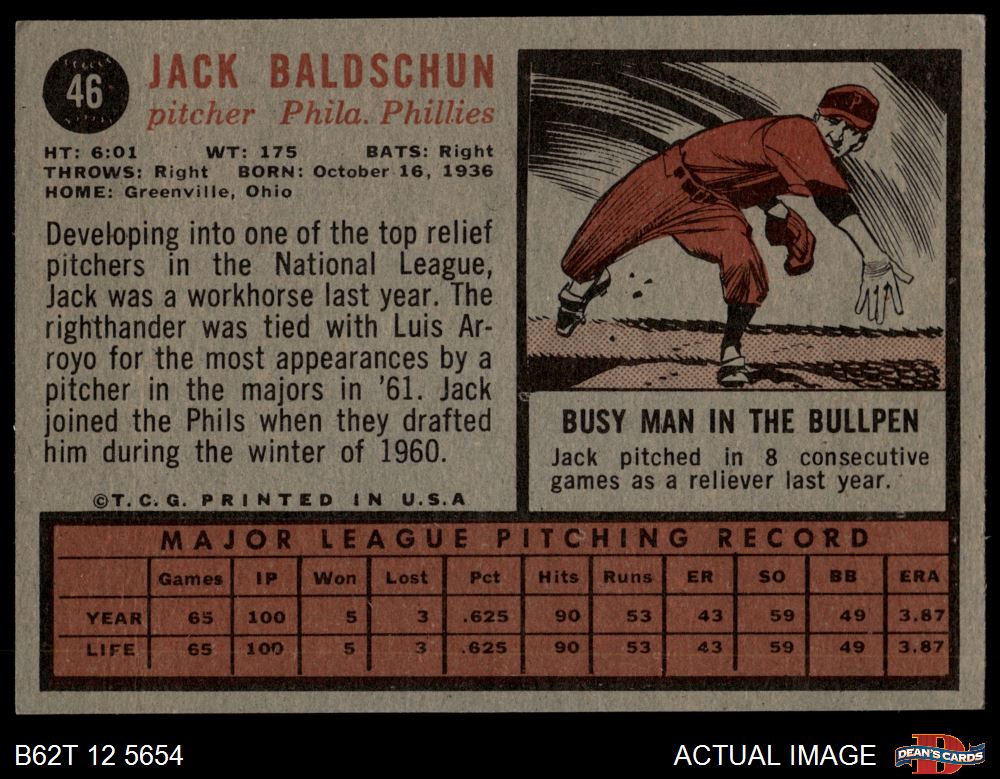 46
JACK BALDSCHUN
pitcher Phila. Phillies
HT: 6:01 WT: 175 BATS: Right
THROWS: Right BORN: October 16, 1936
HOME: Greenville, Ohio
Developing into one of the top relief
pitchers in the National League,
Jack was a workhorse last year. The
righthander was tied with Luis Ar-
royo for the most appearances by a
pitcher in the majors in '61. Jack
joined the Phils when they drafted
him during the winter of 1960.
©T.C.G. PRINTED IN U.S.A
P
BUSY MAN IN THE BULLPEN
Jack pitched in 8 consecutive
games as a reliever last year.
MAJOR LEAGUE PITCHING RECORD
Games IP Won Lost Pct Hits Runs ER SO BB ERA
YEAR 65 100 5 3 .625 90 53 43 59 49 3.87
LIFE 65 100 5 3 .625 90 53 43 59 49 3.87
B62T 12 5654
ACTUAL IMAGE
D
DEAN'S CARDS